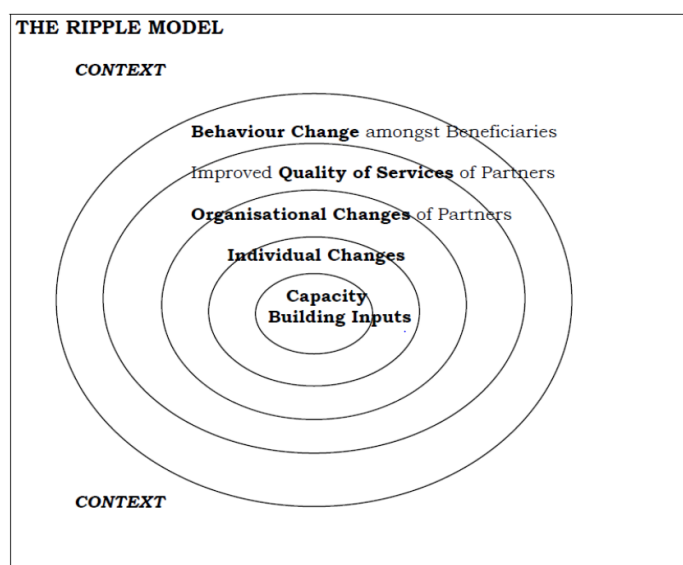 THE RIPPLE MODEL
CONTEXT
Behaviour Change amongst Beneficiaries
Improved Quality of Services of Partners
Organisational Changes of Partners
Individual Changes
Capacity
Building Inputs
CONTEXT